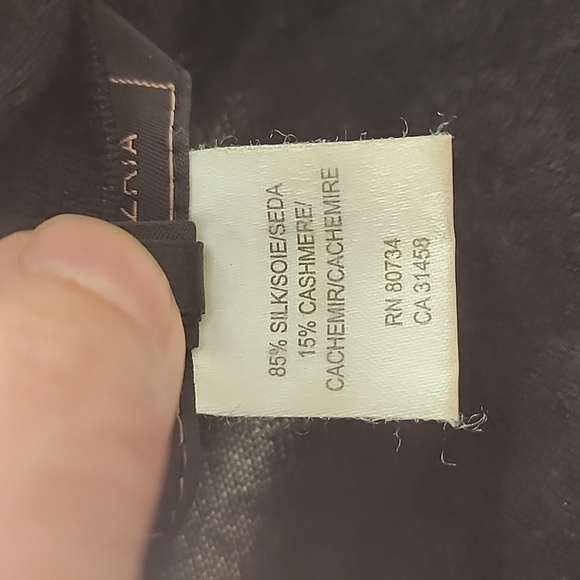 85% SILK/SOIE/SEDA
15% CASHMERE/
CACHEMIR/CACHEMIRE
RN 80734
CA 31458